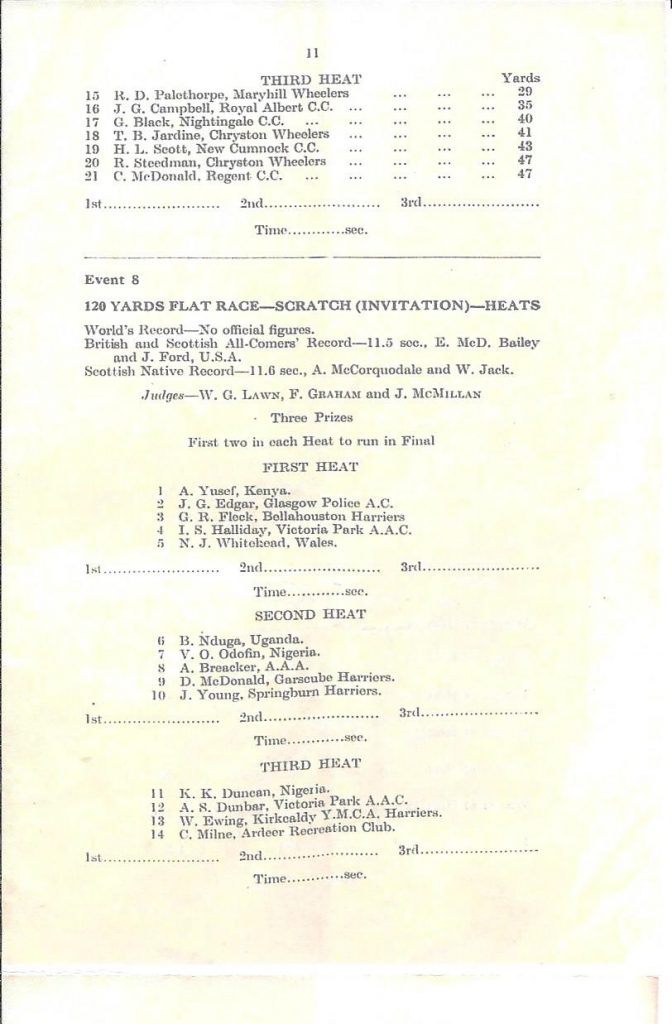 11
THIRD HEAT Yards
15 R. D. Palethorpe, Maryhill Wheelers ... ... ... 29
16 J. G. Campbell, Royal Albert C.C. ... ... ... ... 35
17 G. Black, Nightingale C.C. ... ... ... ... ... 40
18 T. B. Jardine, Chryston Wheelers ... ... ... ... 41
19 H. L. Scott, New Cumnock C.C. ... ... ... ... 43
20 R. Steedman, Chryston Wheelers ... ... ... ... 47
21 C. McDonald, Regent C.C. ... ... ... ... ... 47
1st....................... 2nd....................... 3rd.......................
Time............sec.
Event 8
120 YARDS FLAT RACE—SCRATCH (INVITATION)—HEATS
World's Record—No official figures.
British and Scottish All-Comers' Record—11.5 sec., E. McD. Bailey
and J. Ford, U.S.A.
Scottish Native Record—11.6 sec., A. McCorquodale and W. Jack.
Judges—W. G. LAWN, F. GRAHAM and J. MCMILLAN
Three Prizes
First two in each Heat to run in Final
FIRST HEAT
1 A. Yusef, Kenya.
2 J. G. Edgar, Glasgow Police A.C.
3 G. R. Fleck, Bellahouston Harriers
4 I. S. Halliday, Victoria Park A.A.C.
5 N. J. Whitehead, Wales.
1st....................... 2nd....................... 3rd.......................
Time............sec.
SECOND HEAT
6 B. Nduga, Uganda.
7 V. O. Odofin, Nigeria.
8 A. Breacker, A.A.A.
9 D. McDonald, Garscube Harriers.
10 J. Young, Springburn Harriers.
1st....................... 2nd....................... 3rd.......................
Time............sec.
THIRD HEAT
11 K. K. Duncan, Nigeria.
12 A. S. Dunbar, Victoria Park A.A.C.
13 W. Ewing, Kirkcaldy Y.M.C.A. Harriers.
14 C. Milne, Ardeer Recreation Club.
1st....................... 2nd....................... 3rd.......................
Time............sec.